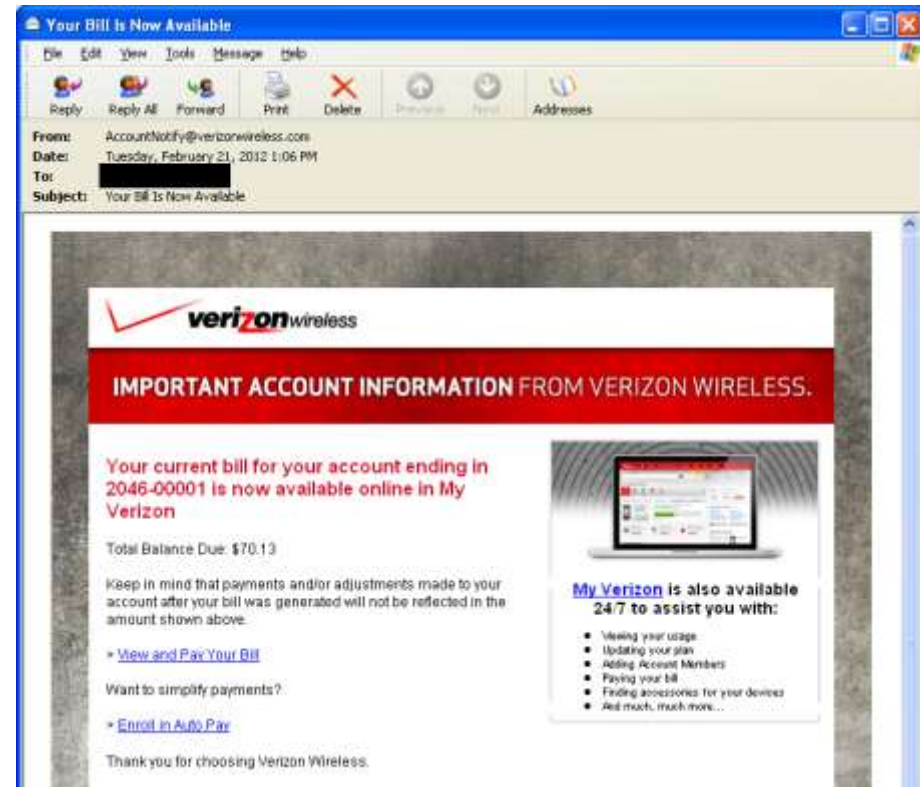 Your Bill Is Now Available
File Edit View Tools Message Help
Reply Reply All Forward Print Delete Previous Next Addresses
From: AccountNotify@verizonwireless.com
Date: Tuesday, February 21, 2012 1:06 PM
To:
Subject: Your Bill Is Now Available
verizonwireless
IMPORTANT ACCOUNT INFORMATION FROM VERIZON WIRELESS.
Your current bill for your account ending in
2046-00001 is now available online in My
Verizon
Total Balance Due: $70.13
Keep in mind that payments and/or adjustments made to your
account after your bill was generated will not be reflected in the
amount shown above.
» View and Pay Your Bill
Want to simplify payments?
» Enroll in Auto Pay
Thank you for choosing Verizon Wireless.
My Verizon is also available
24/7 to assist you with:
• Viewing your usage
• Updating your plan
• Adding Account Members
• Paying your bill
• Finding accessories for your devices
• And much, much more...